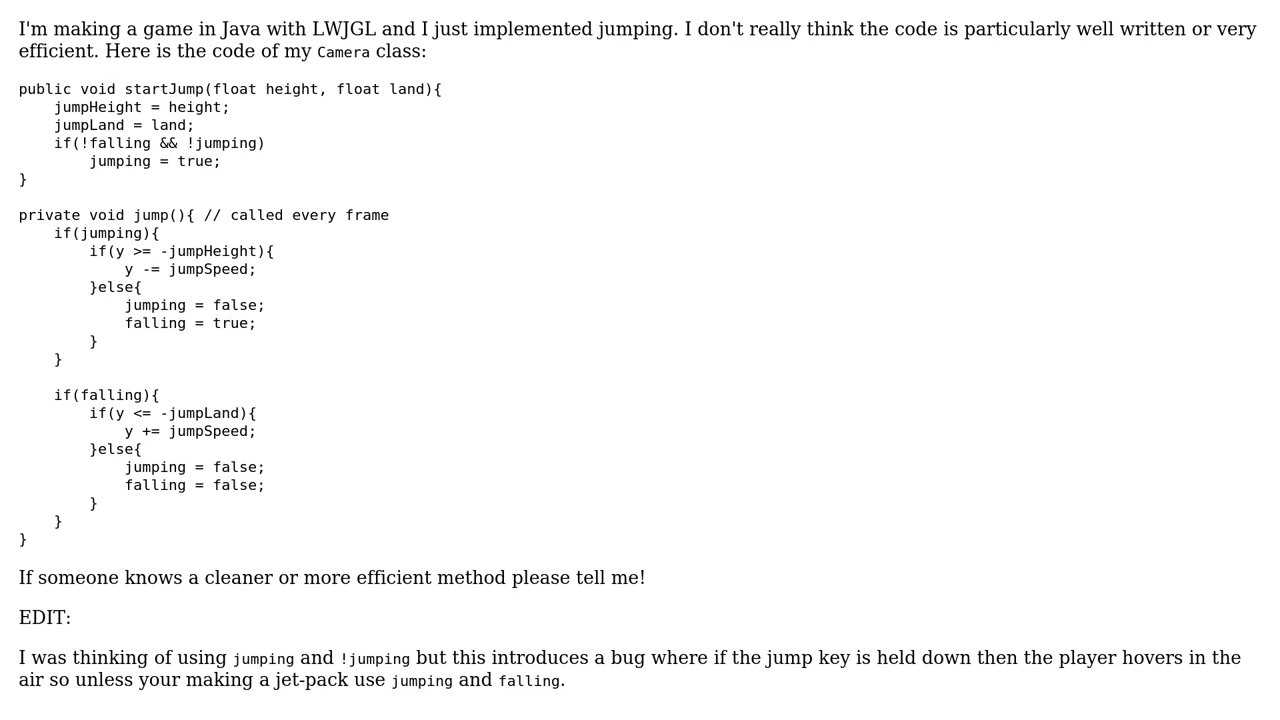 I'm making a game in Java with LWJGL and I just implemented jumping. I don't really think the code is particularly well written or very
efficient. Here is the code of my Camera class:
public void startJump(float height, float land){
    jumpHeight = height;
    jumpLand = land;
    if(!falling && !jumping)
        jumping = true;
}
private void jump(){ // called every frame
    if(jumping){
        if(y >= -jumpHeight){
            y -= jumpSpeed;
        }else{
            jumping = false;
            falling = true;
        }
    }
    if(falling){
        if(y <= -jumpLand){
            y += jumpSpeed;
        }else{
            jumping = false;
            falling = false;
        }
    }
}
If someone knows a cleaner or more efficient method please tell me!
EDIT:
I was thinking of using jumping and !jumping but this introduces a bug where if the jump key is held down then the player hovers in the
air so unless your making a jet-pack use jumping and falling.